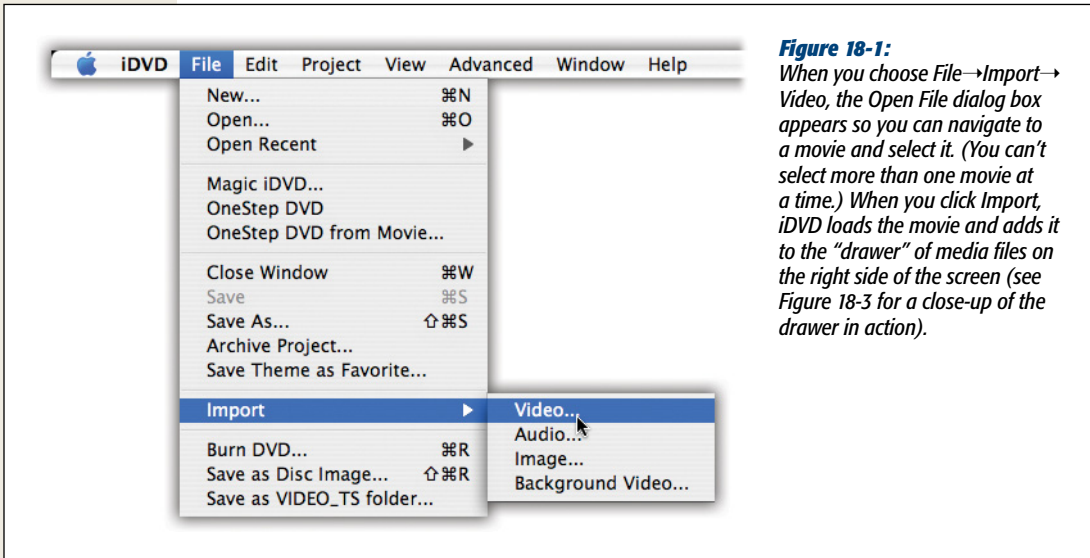 iDVD File Edit Project View Advanced Window Help
New... ⌘N
Open... ⌘O
Open Recent ▶
Magic iDVD...
OneStep DVD
OneStep DVD from Movie...
Close Window ⌘W
Save ⌘S
Save As... ⇧⌘S
Archive Project...
Save Theme as Favorite...
Import ▶
Video...
Audio...
Image...
Background Video...
Burn DVD... ⌘R
Save as Disc Image... ⇧⌘R
Save as VIDEO_TS folder...
Figure 18-1:
When you choose File→Import→
Video, the Open File dialog box
appears so you can navigate to
a movie and select it. (You can’t
select more than one movie at
a time.) When you click Import,
iDVD loads the movie and adds it
to the “drawer” of media files on
the right side of the screen (see
Figure 18-3 for a close-up of the
drawer in action).